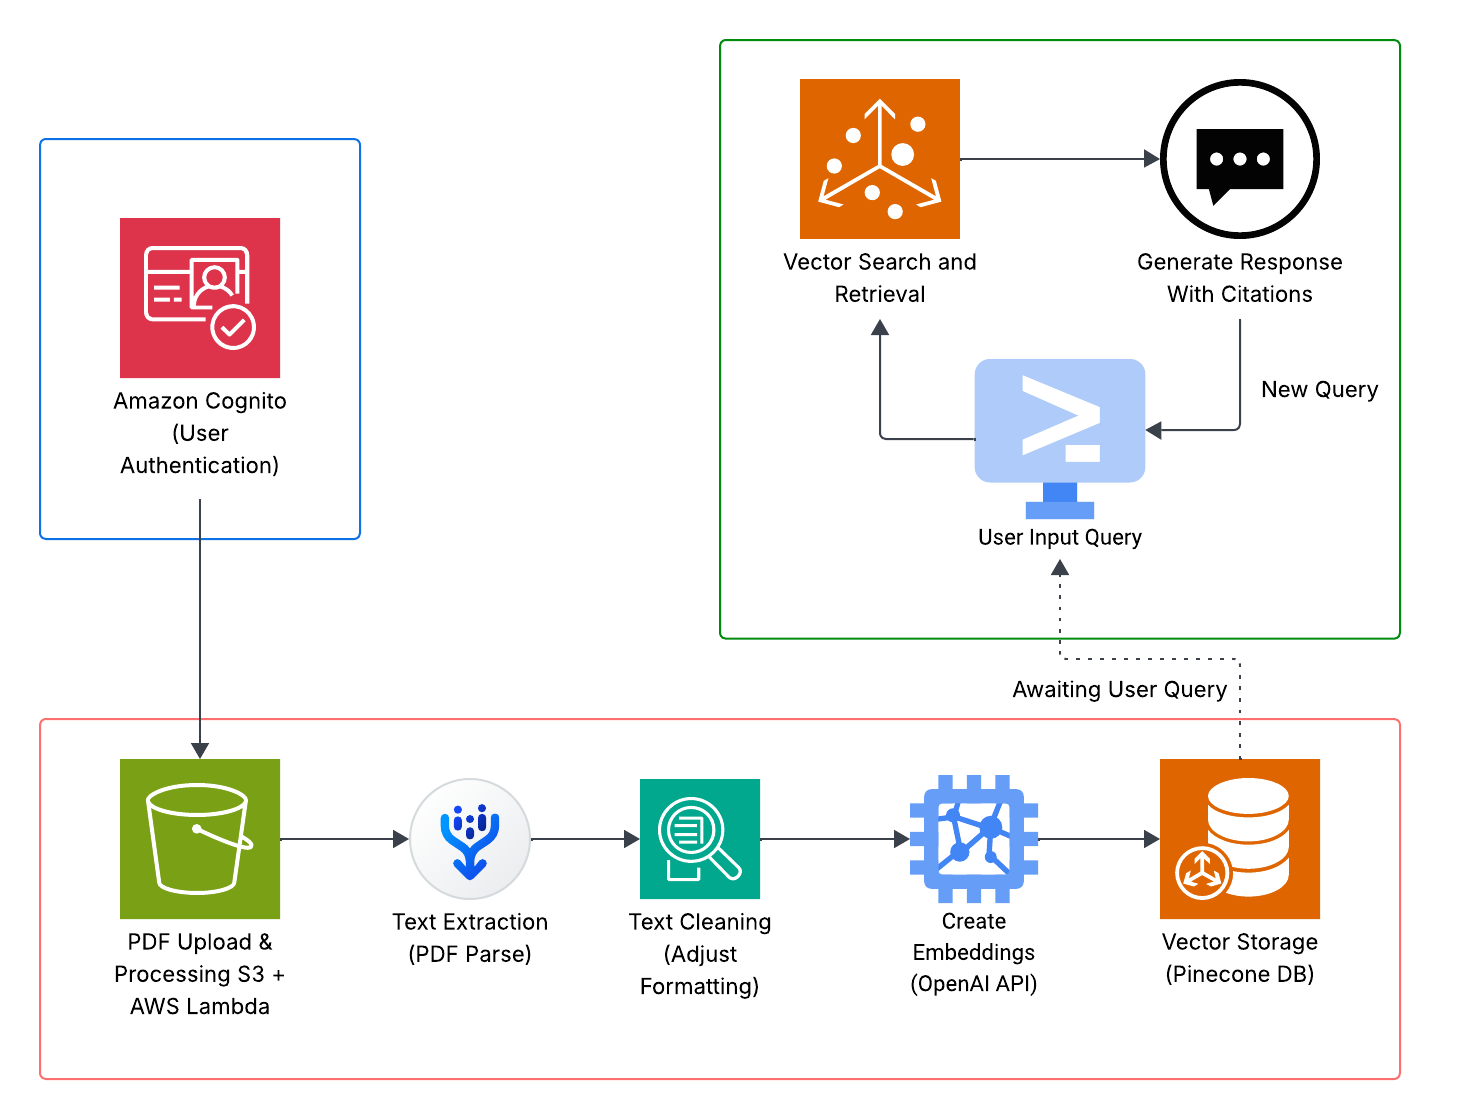 Vector Search and
Retrieval
Generate Response
With Citations
Amazon Cognito
(User
Authentication)
New Query
User Input Query
Awaiting User Query
PDF Upload &
Processing S3 +
AWS Lambda
Text Extraction
(PDF Parse)
Text Cleaning
(Adjust
Formatting)
Create
Embeddings
(OpenAI API)
Vector Storage
(Pinecone DB)